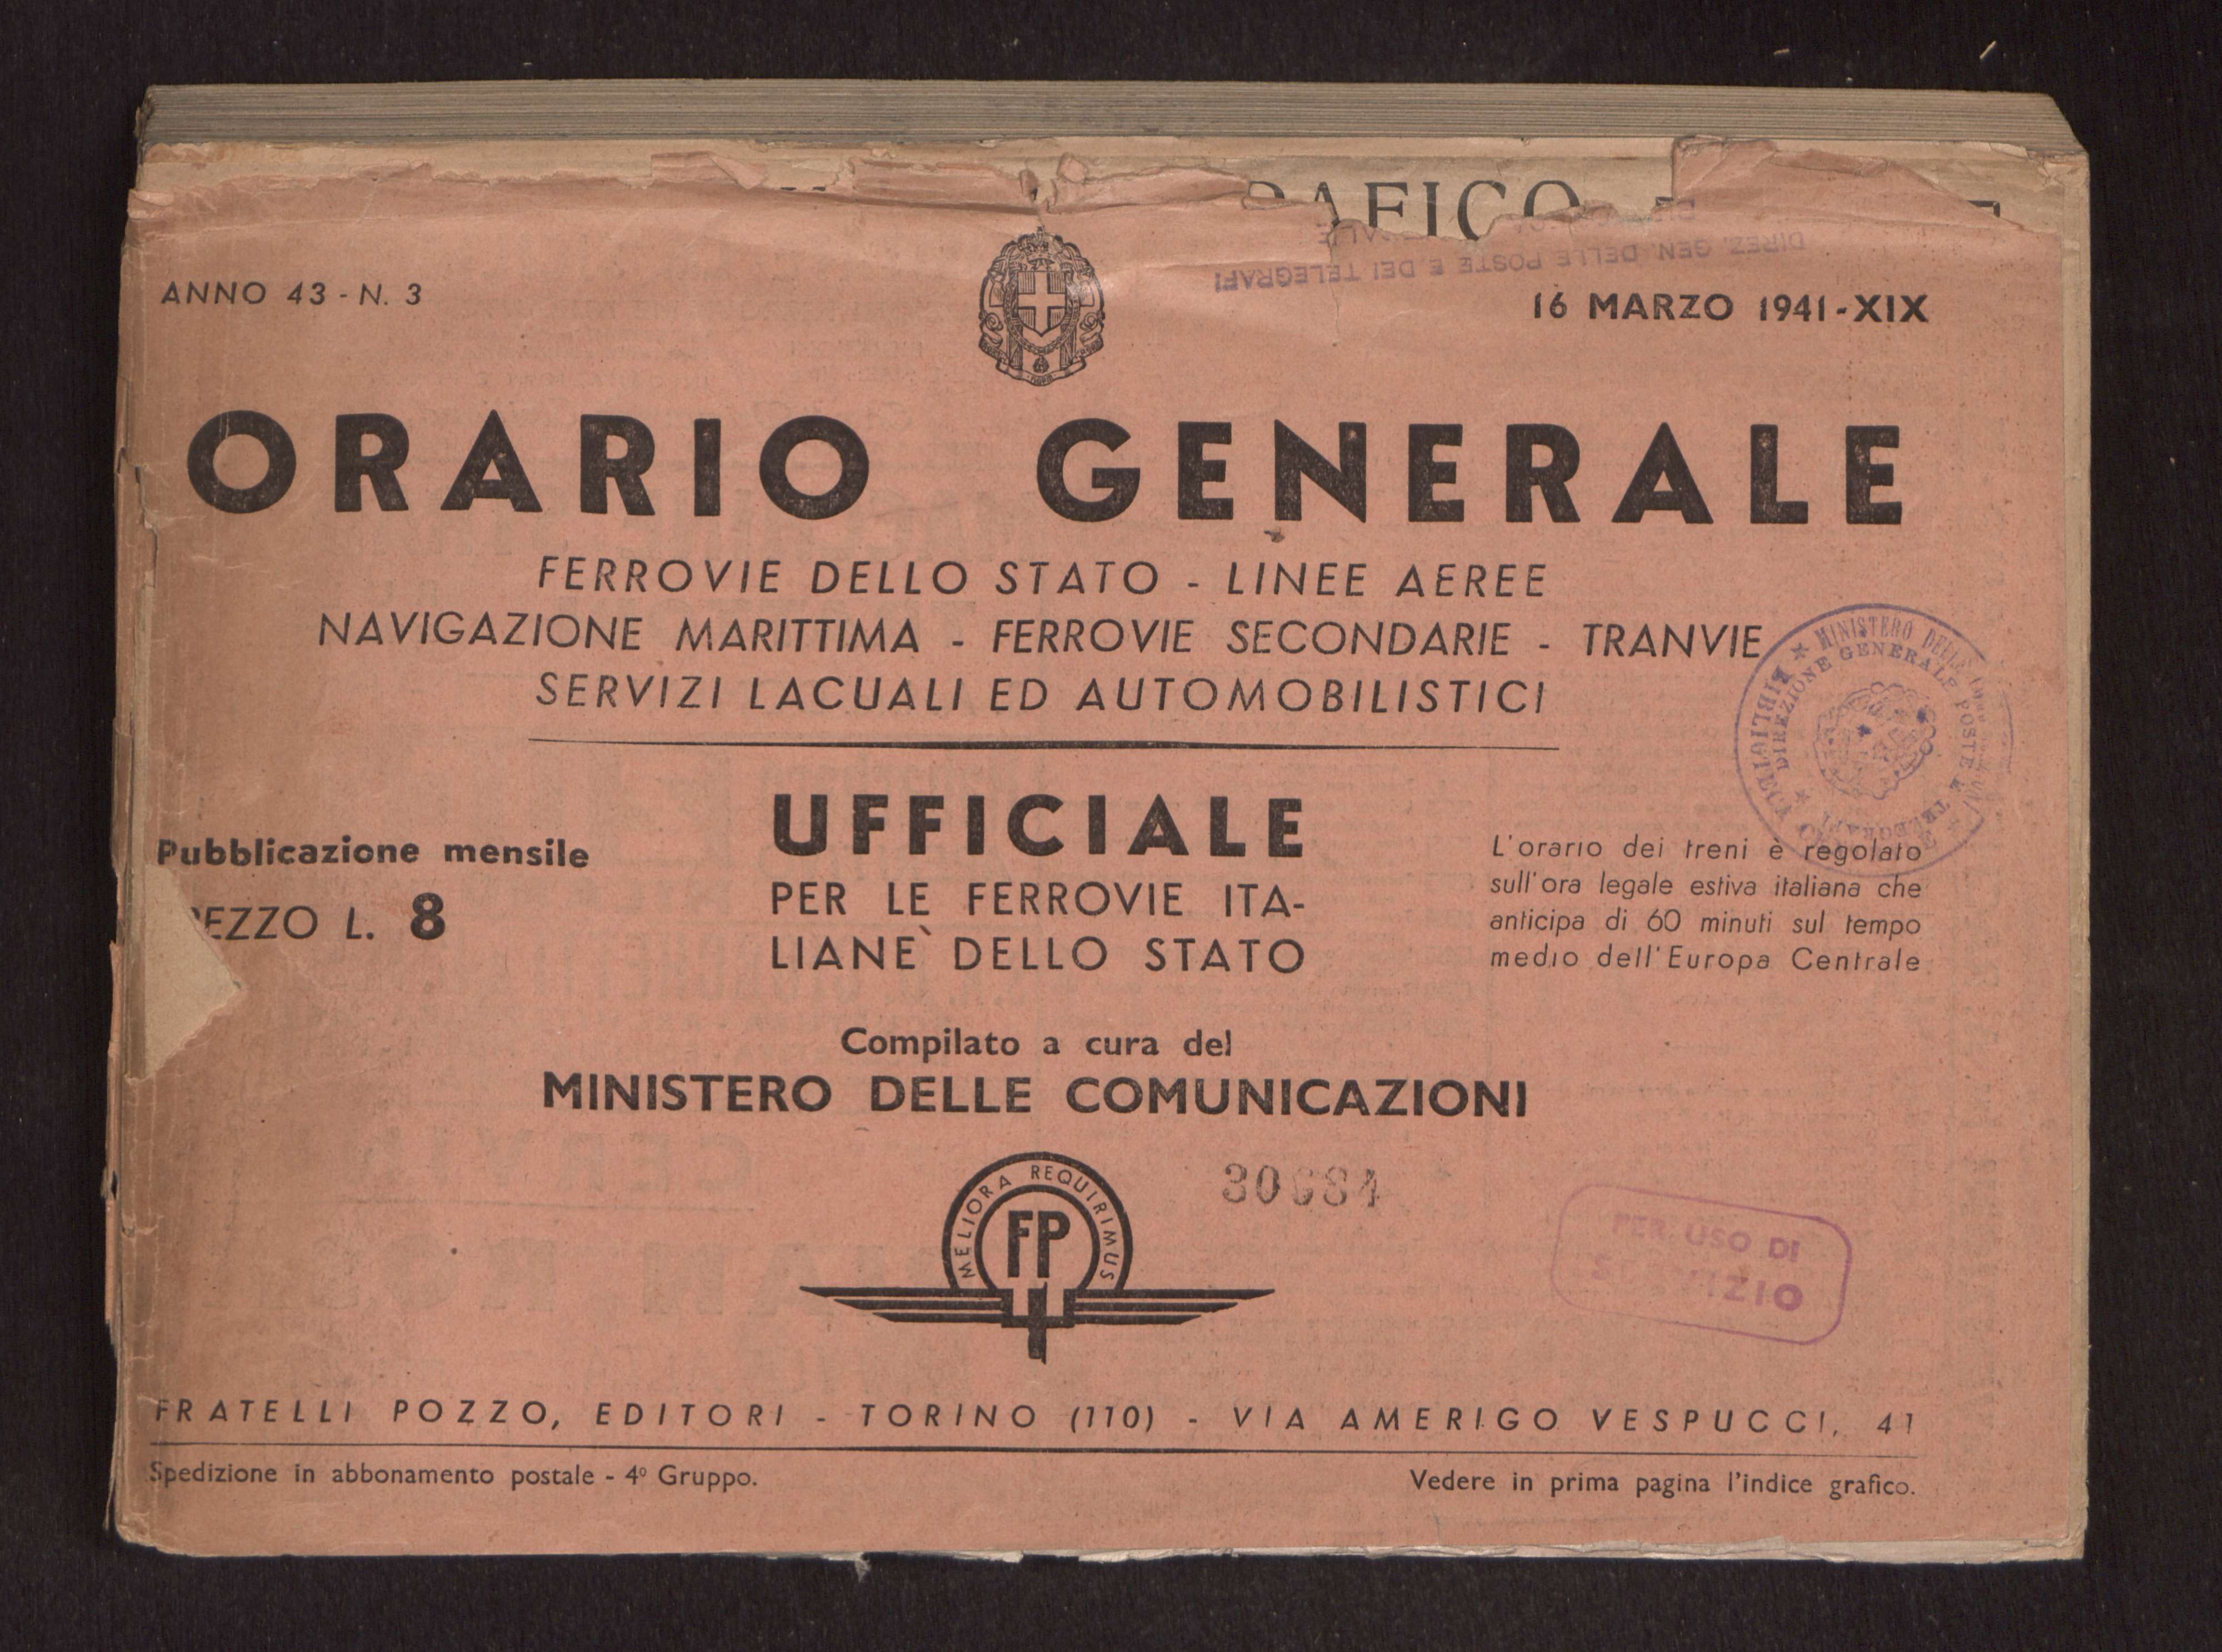 ANNO 43 - N. 3
16 MARZO 1941-XIX
DIREZ. GEN. DELLE POSTE E DEI TELEGRAFI
ORARIO GENERALE
FERROVIE DELLO STATO - LINEE AEREE
NAVIGAZIONE MARITTIMA - FERROVIE SECONDARIE - TRANVIE
SERVIZI LACUALI ED AUTOMOBILISTICI
MINISTERO DELLE
BIBLIOTECA
DIREZIONE GENERALE POSTE E TELEGRAFI
UFFICIALE
PER LE FERROVIE ITA-
LIANE DELLO STATO
Pubblicazione mensile
L. 8
L'orario dei treni è regolato
sull'ora legale estiva italiana che
anticipa di 60 minuti sul tempo
medio dell'Europa Centrale
Compilato a cura del
MINISTERO DELLE COMUNICAZIONI
MELIORA REQUIRIMUS
FP
PER USO DI
SERVIZIO
FRATELLI POZZO, EDITORI - TORINO (110) - VIA AMERIGO VESPUCCI, 41
Spedizione in abbonamento postale - 4º Gruppo.
Vedere in prima pagina l'indice grafico.